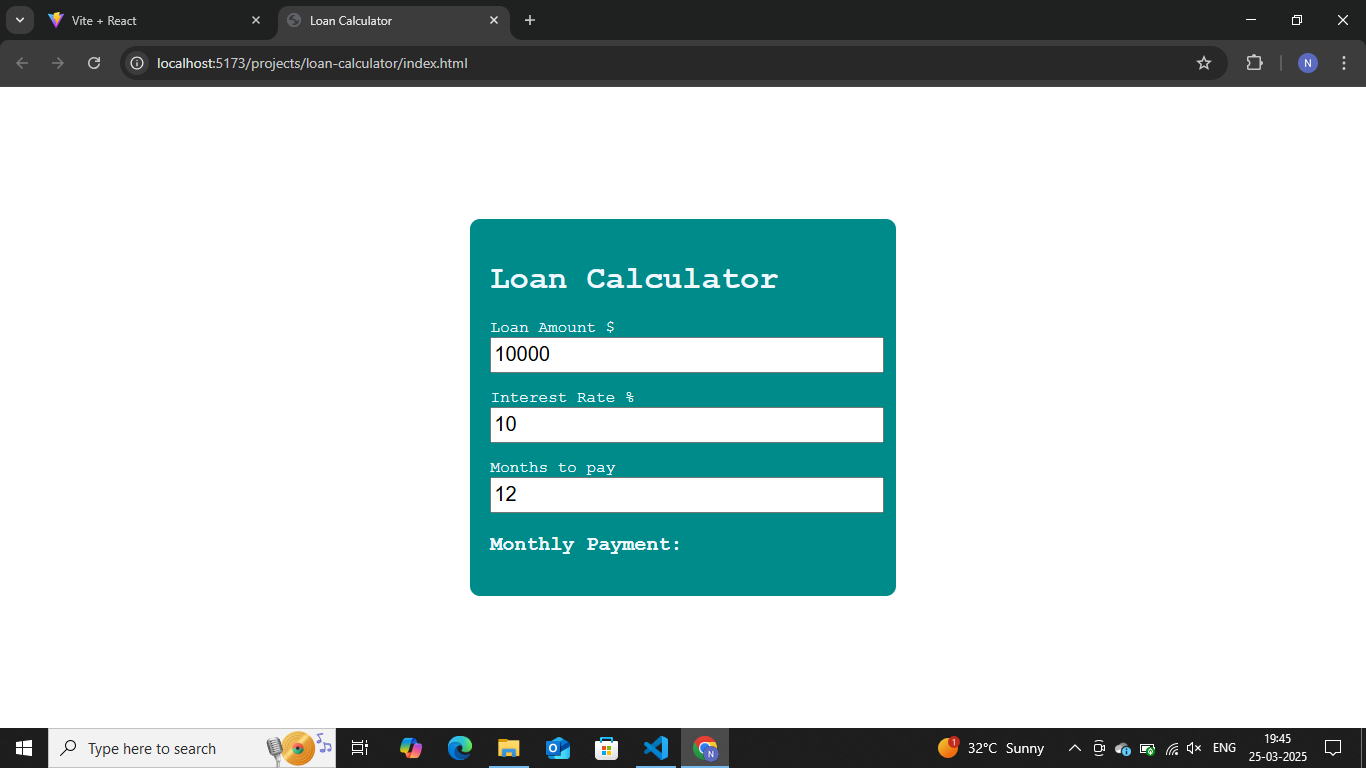 Vite + React
Loan Calculator
localhost:5173/projects/loan-calculator/index.html
N
Loan Calculator
Loan Amount $
10000
Interest Rate %
10
Months to pay
12
Monthly Payment:
Type here to search
N
1
32°C Sunny
ENG
19:45
25-03-2025